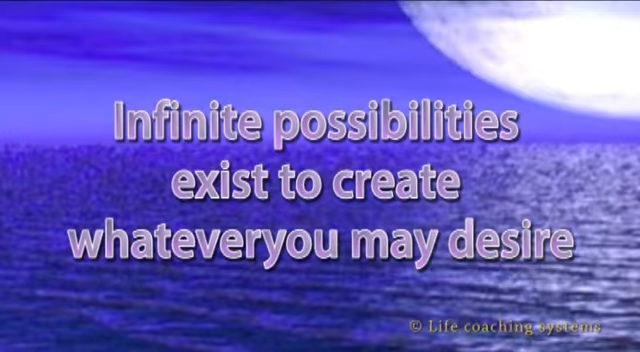 Infinite possibilities
exist to create
whateveryou may desire
© Life coaching systems